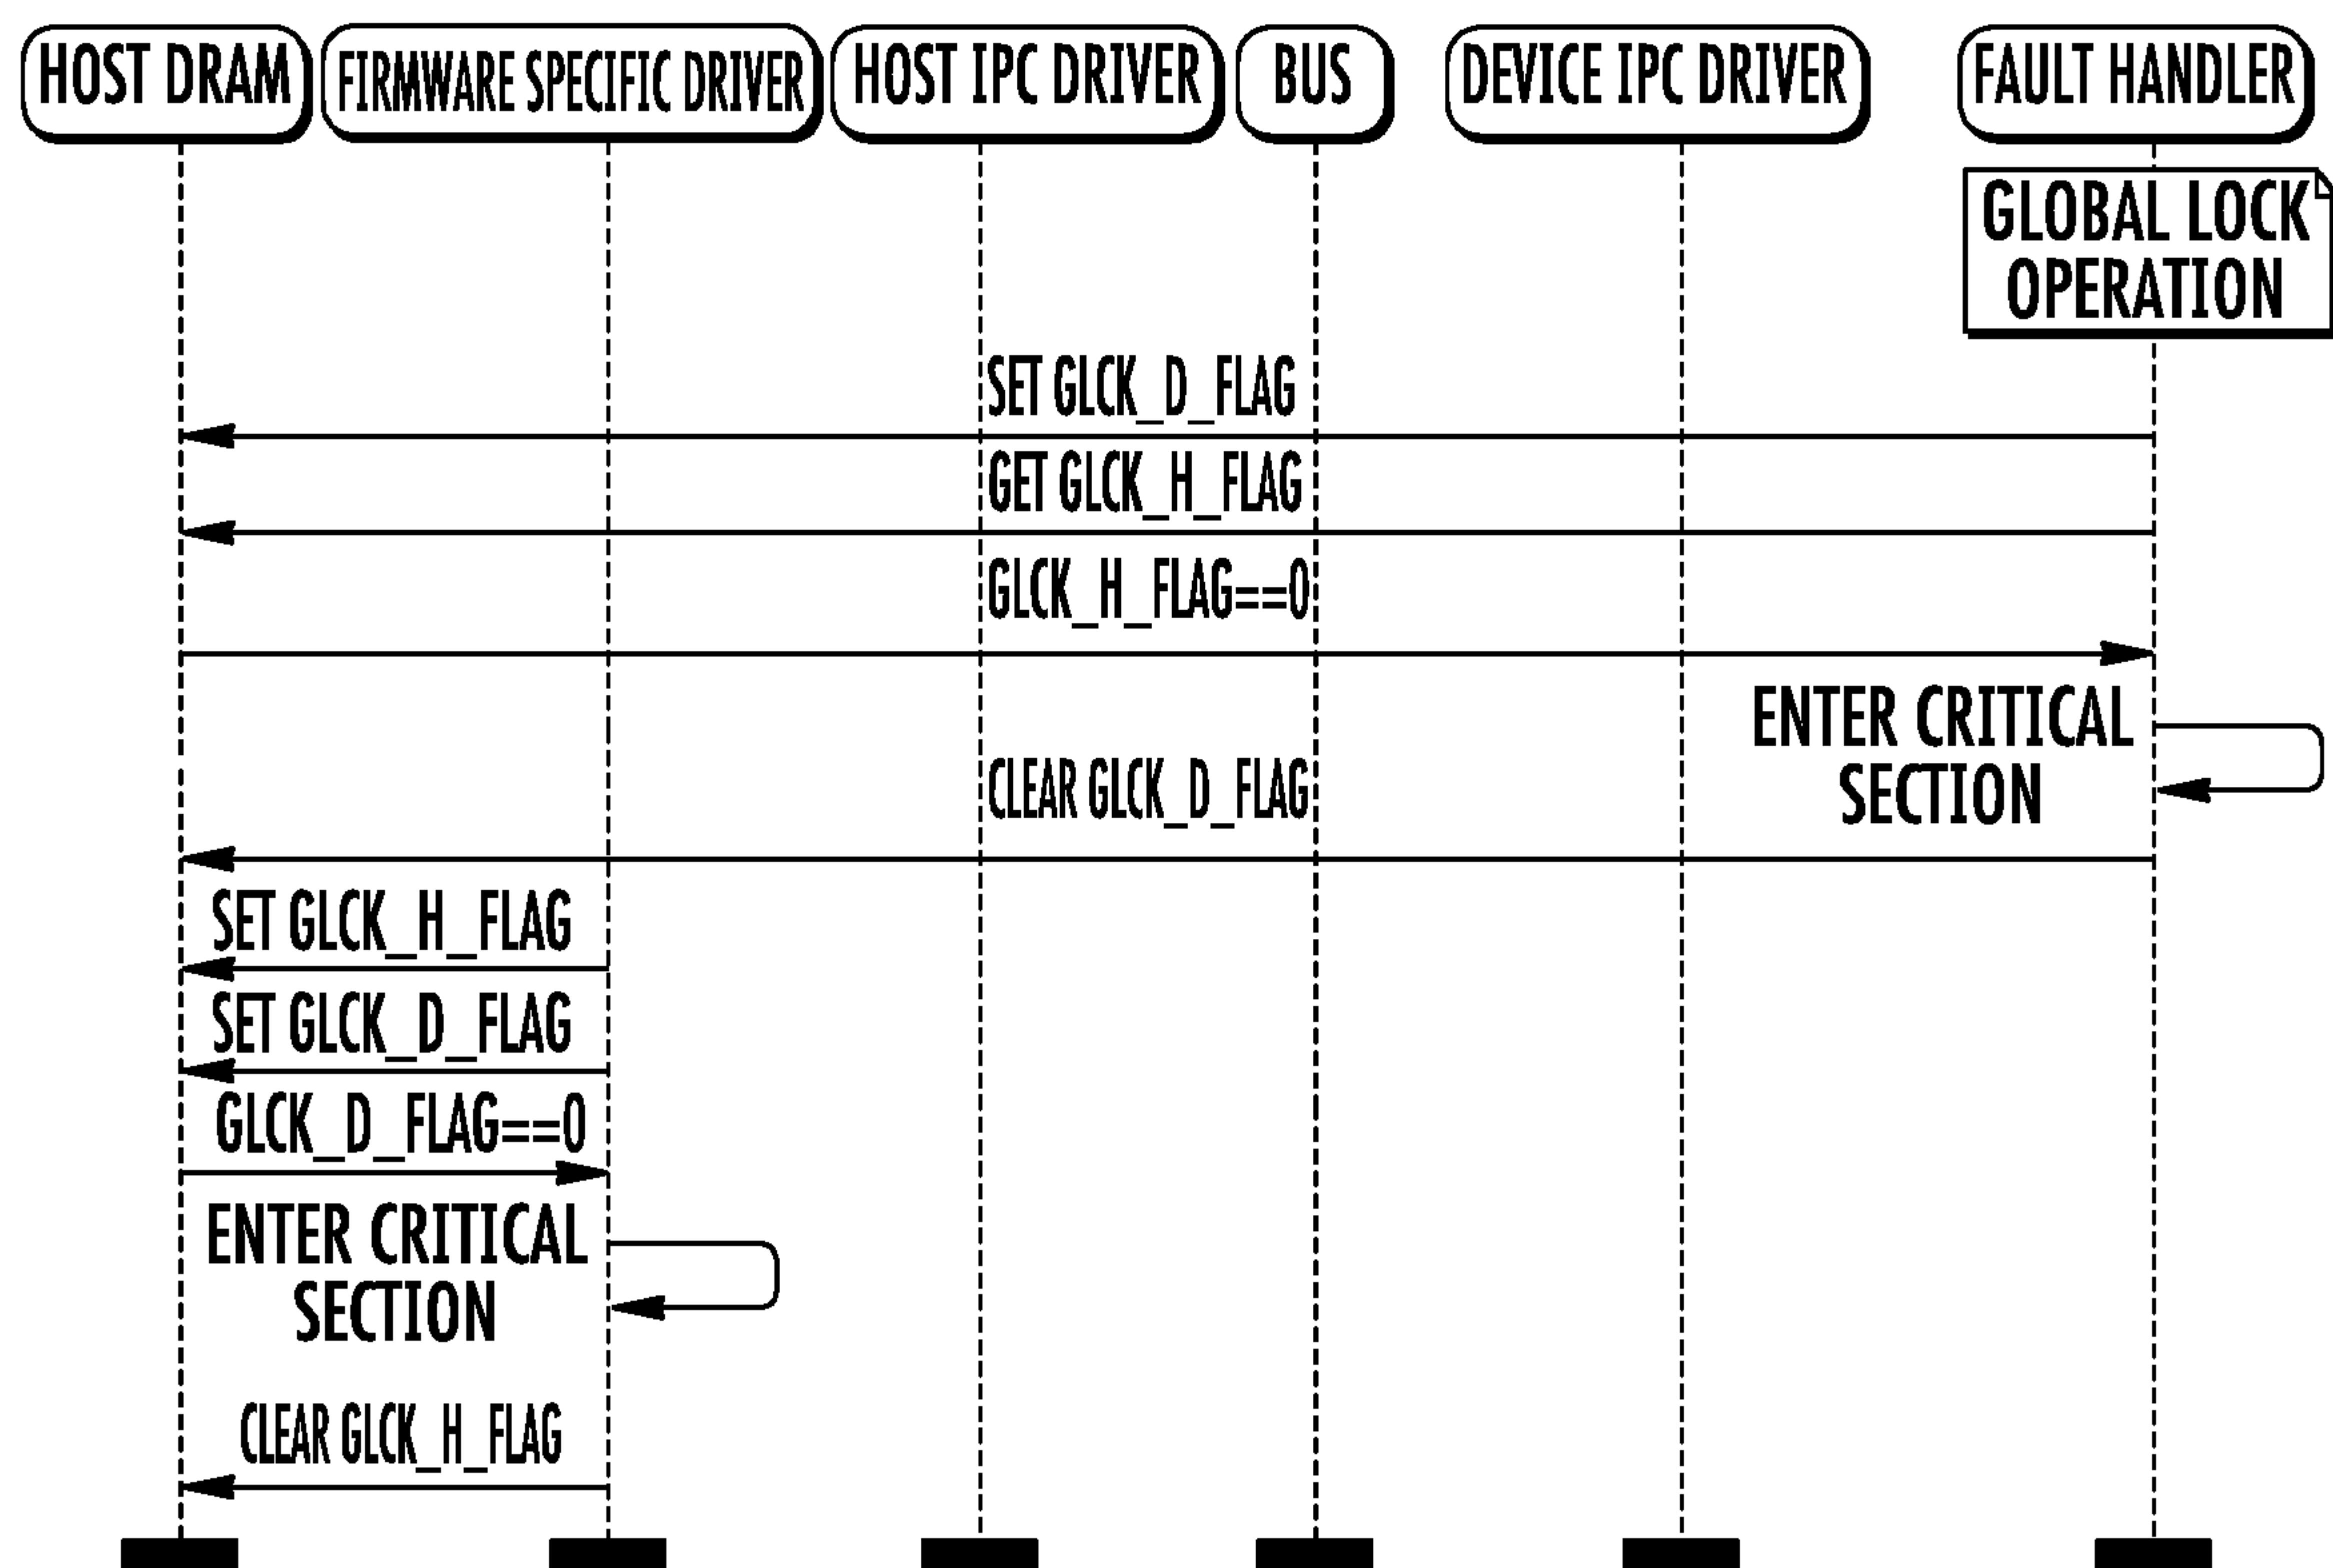 HOST DRAM
FIRMWARE SPECIFIC DRIVER
HOST IPC DRIVER
BUS
DEVICE IPC DRIVER
FAULT HANDLER
GLOBAL LOCK
OPERATION
SET GLCK_D_FLAG
GET GLCK_H_FLAG
GLCK_H_FLAG==0
ENTER CRITICAL
SECTION
CLEAR GLCK_D_FLAG
SET GLCK_H_FLAG
SET GLCK_D_FLAG
GLCK_D_FLAG==0
ENTER CRITICAL
SECTION
CLEAR GLCK_H_FLAG